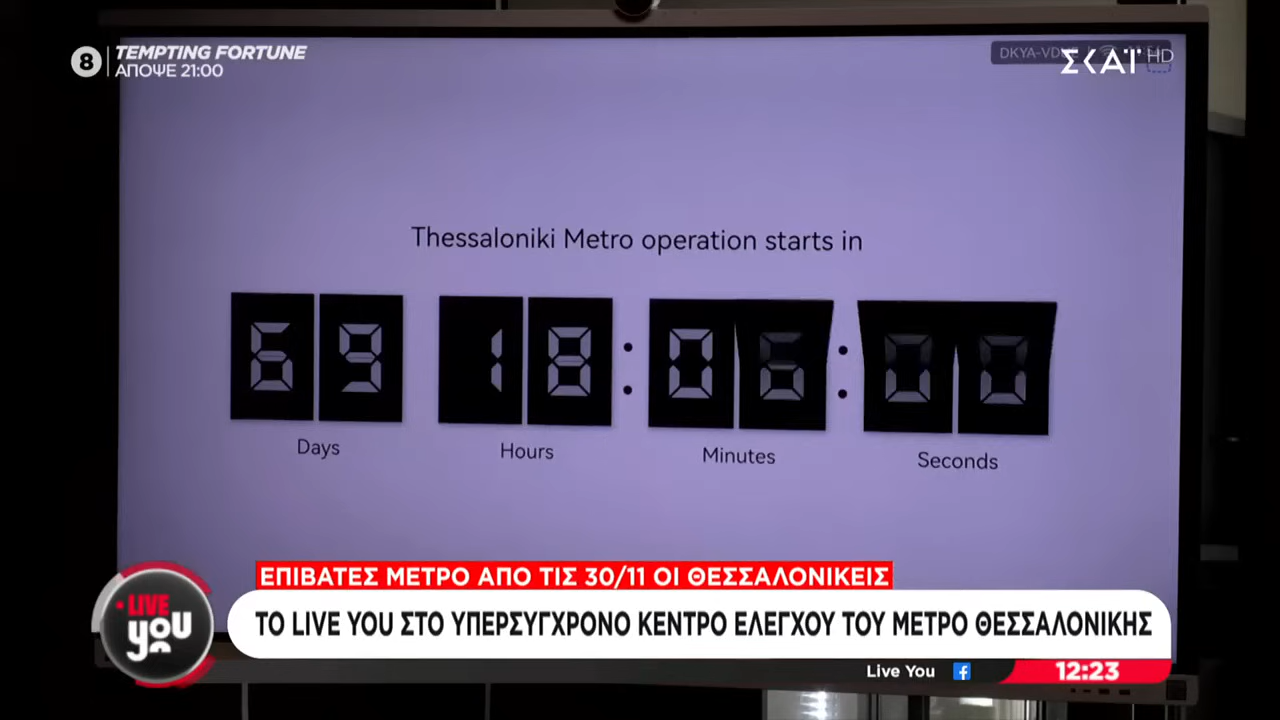 8
TEMPTING FORTUNE
ΑΠΟΨΕ 21:00
ΣΚΑΪ HD
Thessaloniki Metro operation starts in
69 18 : 06 : 00
Days Hours Minutes Seconds
ΕΠΙΒΑΤΕΣ ΜΕΤΡΟ ΑΠΟ ΤΙΣ 30/11 ΟΙ ΘΕΣΣΑΛΟΝΙΚΕΙΣ
LIVE you
ΤΟ LIVE YOU ΣΤΟ ΥΠΕΡΣΥΓΧΡΟΝΟ ΚΕΝΤΡΟ ΕΛΕΓΧΟΥ ΤΟΥ ΜΕΤΡΟ ΘΕΣΣΑΛΟΝΙΚΗΣ
Live You 12:23